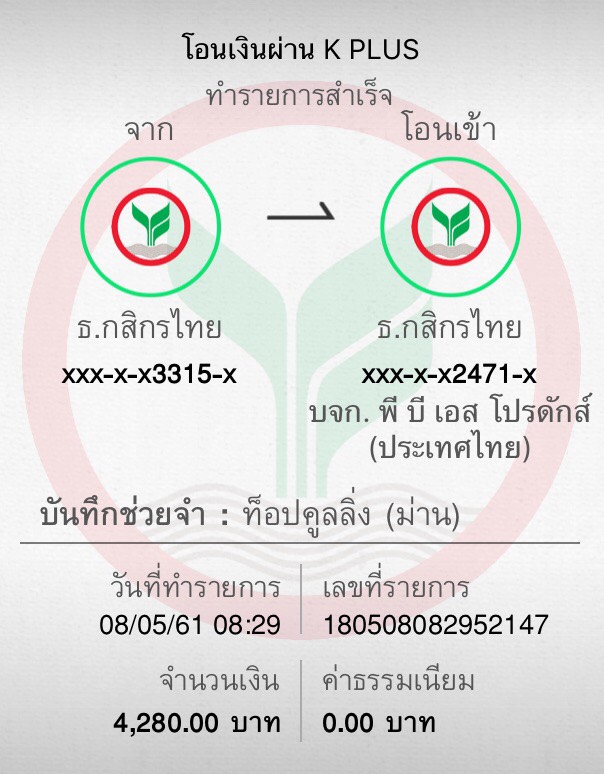 โอนเงินผ่าน K PLUS
ทำรายการสำเร็จ
จาก
โอนเข้า
ธ.กสิกรไทย
ธ.กสิกรไทย
xxx-x-x3315-x
xxx-x-x2471-x
บจก. พี บี เอส โปรดักส์
(ประเทศไทย)
บันทึกช่วยจำ : ท็อปคูลลิ่ง (ม่าน)
วันที่ทำรายการ
เลขที่รายการ
08/05/61 08:29
180508082952147
จำนวนเงิน
ค่าธรรมเนียม
4,280.00 บาท
0.00 บาท